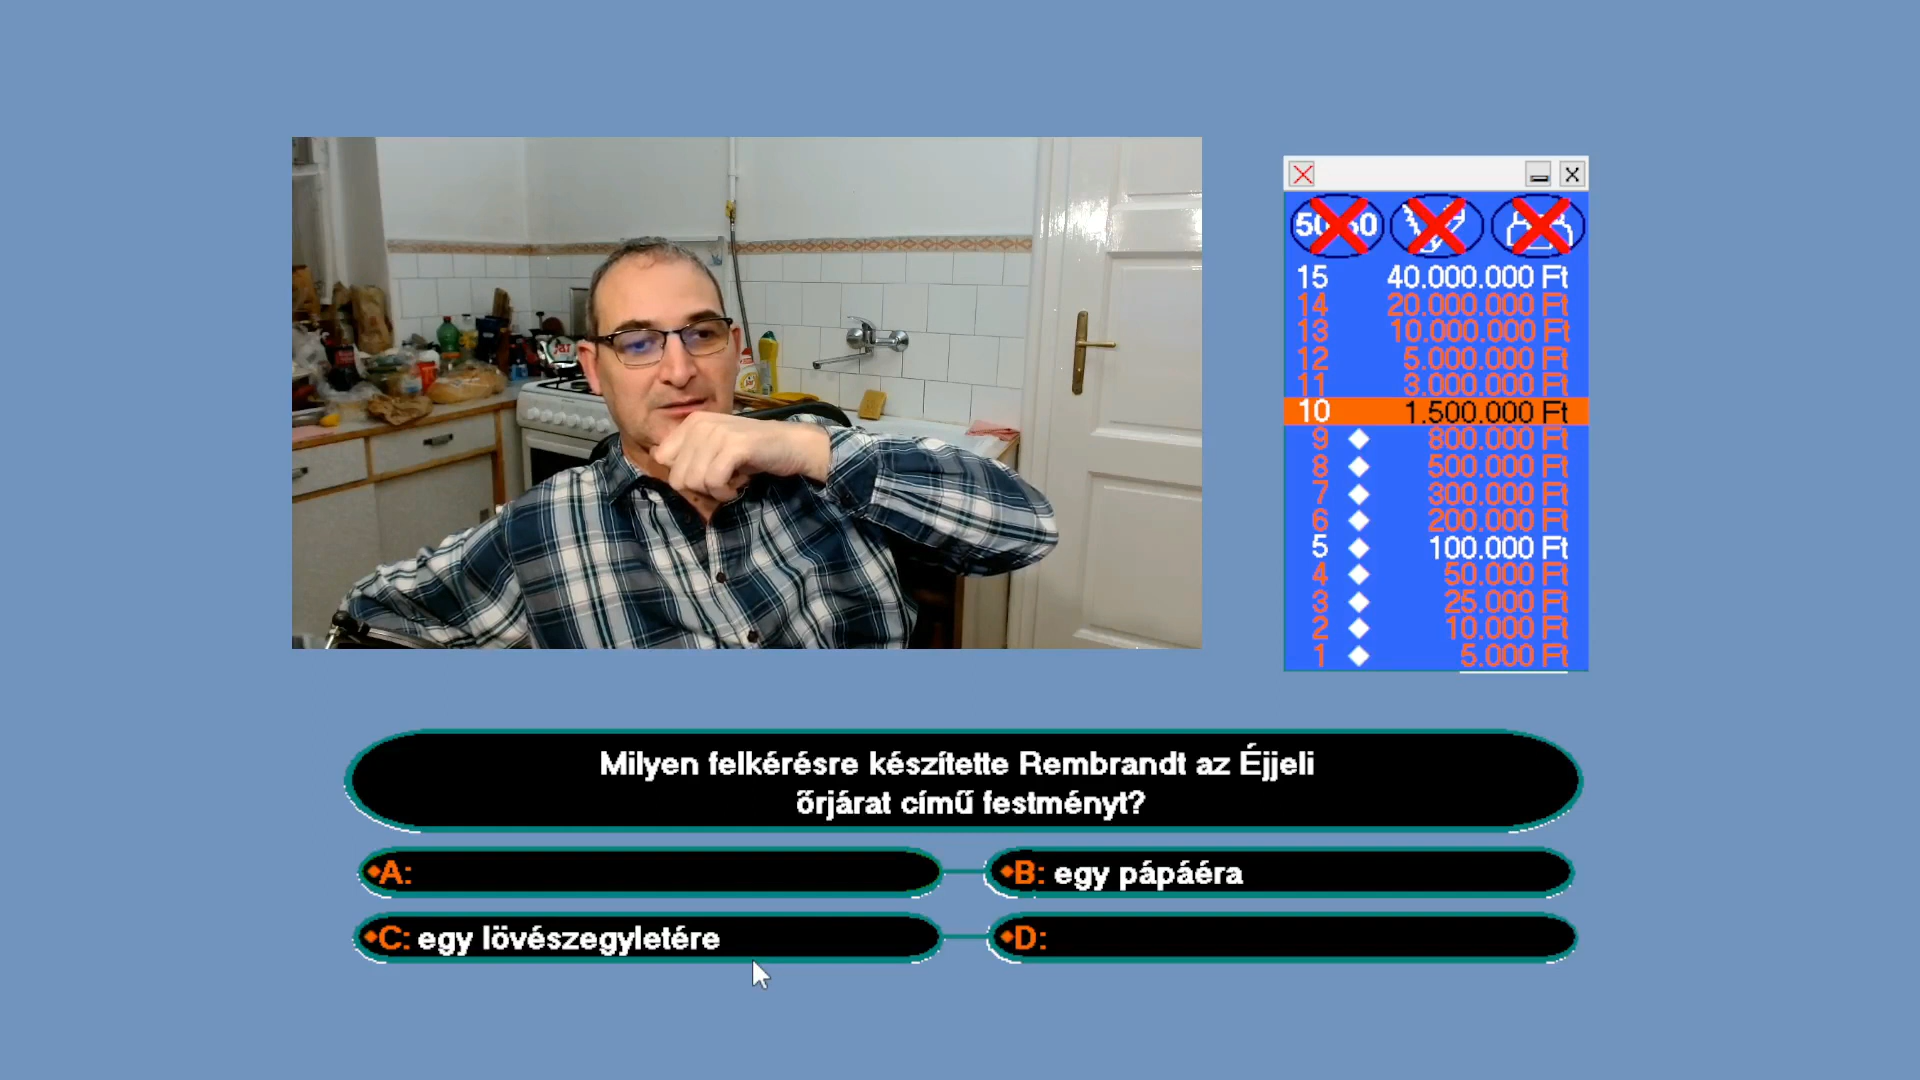 50:50
15 40.000.000 Ft
14 20.000.000 Ft
13 10.000.000 Ft
12 5.000.000 Ft
11 3.000.000 Ft
10 1.500.000 Ft
9 800.000 Ft
8 500.000 Ft
7 300.000 Ft
6 200.000 Ft
5 100.000 Ft
4 50.000 Ft
3 25.000 Ft
2 10.000 Ft
1 5.000 Ft
Milyen felkérésre készítette Rembrandt az Éjjeli
őrjárat című festményt?
A:
B: egy pápáéra
C: egy lövészegyletére
D: